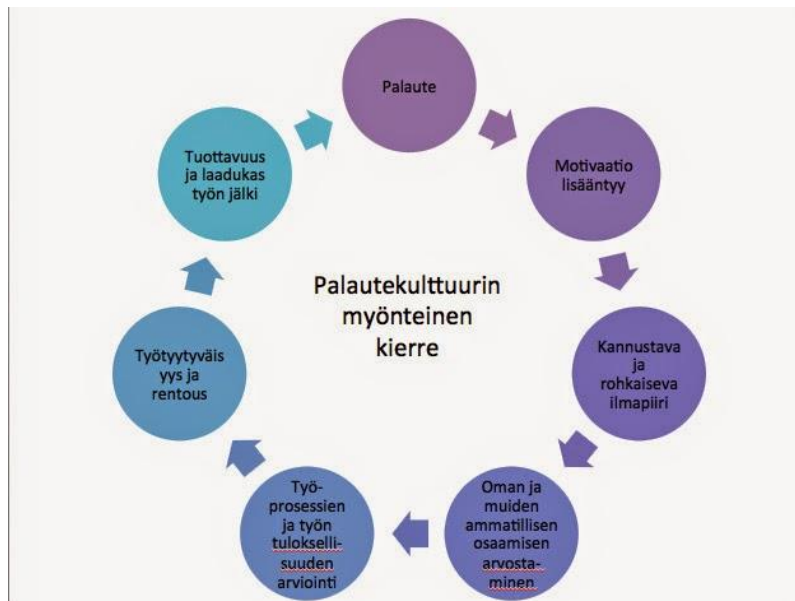 Palaute
Motivaatio
lisääntyy
Kannustava
ja
rohkaiseva
ilmapiiri
Oman ja
muiden
ammatillisen
osaamisen
arvosta-
minen
Työ-
prosessien
ja työn
tulokselli-
suuden
arviointi
Työtyytyväis
yys ja
rentous
Tuottavuus
ja laadukas
työn jälki
Palautekulttuurin
myönteinen
kierre